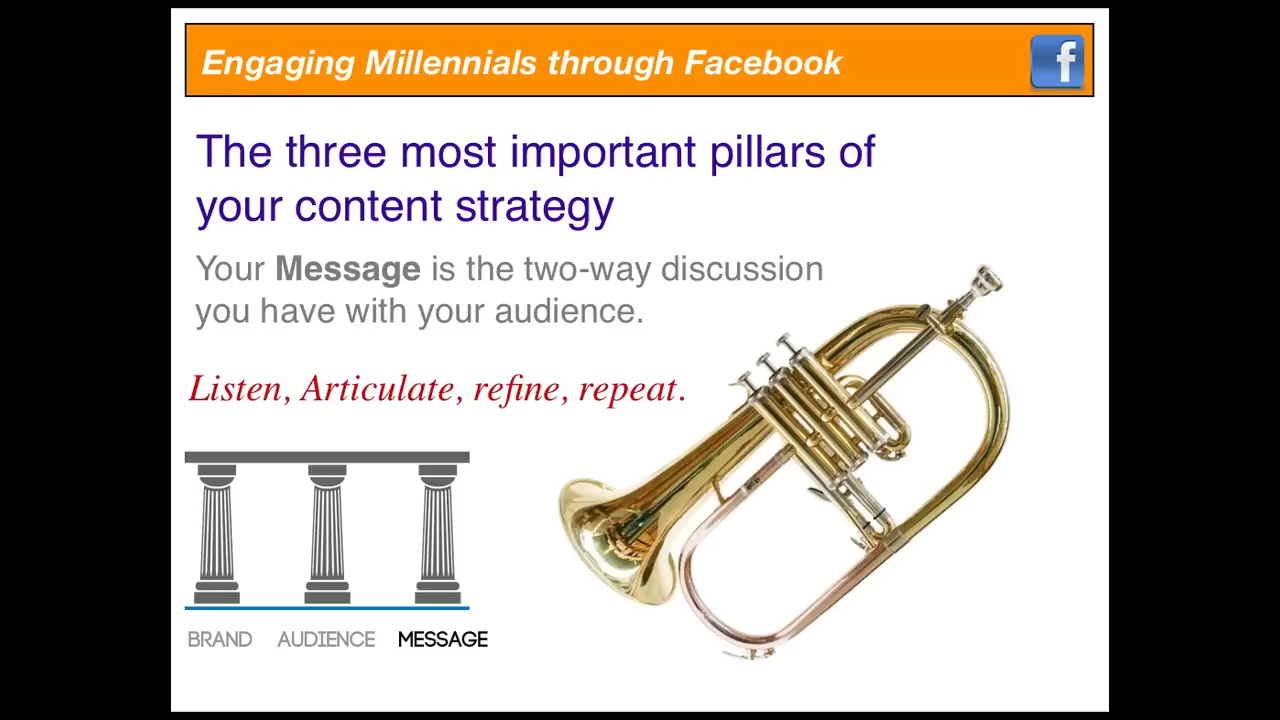 Engaging Millennials through Facebook
f
The three most important pillars of
your content strategy
Your Message is the two-way discussion
you have with your audience.
Listen, Articulate, refine, repeat.
BRAND AUDIENCE MESSAGE